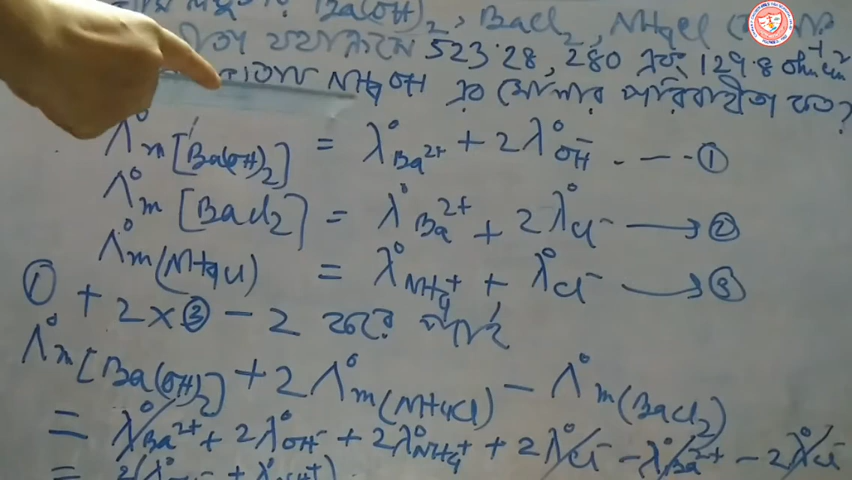 Ba(OH)₂, BaCl₂, NH₄Cl
523.28, 280 এবং 129.8 ohm⁻¹ cm²
NH₄OH এর মোলার পরিবাহীতা কত?
Λ°m [Ba(OH)₂] = λ°Ba²⁺ + 2λ°OH⁻ - - - - ①
Λ°m [BaCl₂] = λ°Ba²⁺ + 2λ°Cl⁻ ⟶ ②
Λ°m (NH₄Cl) = λ°NH₄⁺ + λ°Cl⁻ ⟶ ③
① + 2×③ − 2 করে পাই
Λ°m [Ba(OH)₂] + 2Λ°m(NH₄Cl) − Λ°m(BaCl₂)
= λ°Ba²⁺ + 2λ°OH⁻ + 2λ°NH₄⁺ + 2λ°Cl⁻ − λ°Ba²⁺ − 2λ°Cl⁻